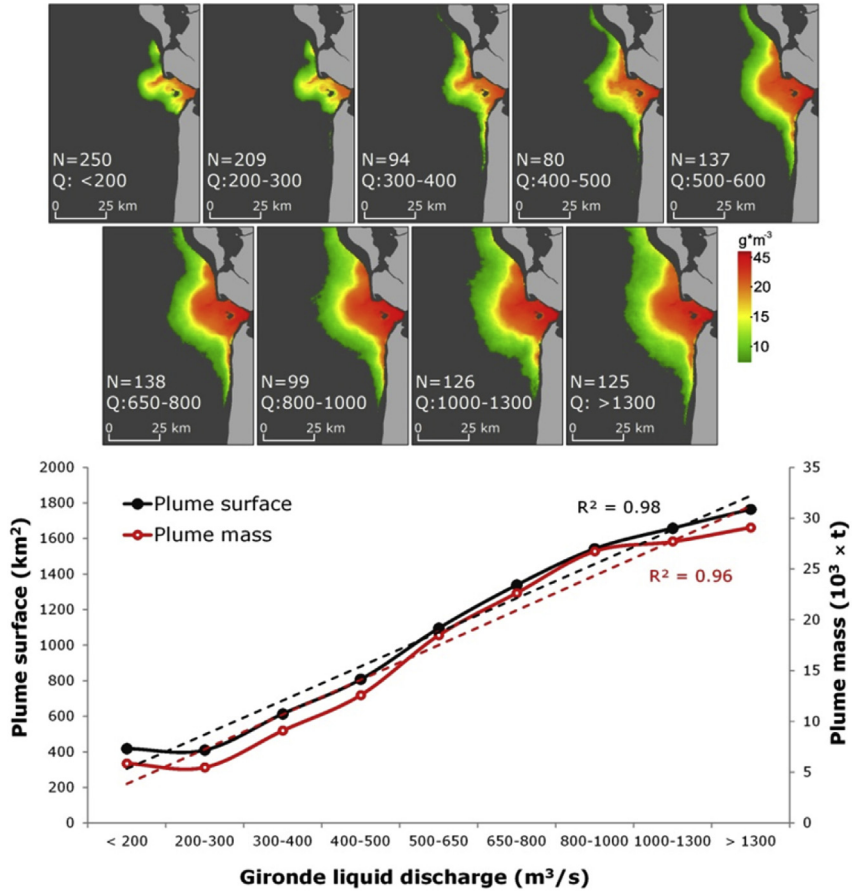 N=250
Q: <200
0 25 km
N=209
Q:200-300
0 25 km
N=94
Q:300-400
0 25 km
N=80
Q:400-500
0 25 km
N=137
Q:500-600
0 25 km
g*m⁻³
45
20
15
10
N=138
Q:650-800
0 25 km
N=99
Q:800-1000
0 25 km
N=126
Q:1000-1300
0 25 km
N=125
Q: >1300
0 25 km
Plume surface (km²)
2000
1800
1600
1400
1200
1000
800
600
400
200
0
Plume surface
Plume mass
R² = 0.98
R² = 0.96
35
30
25
20
15
10
5
0
Plume mass (10³ × t)
< 200 200-300 300-400 400-500 500-650 650-800 800-1000 1000-1300 > 1300
Gironde liquid discharge (m³/s)